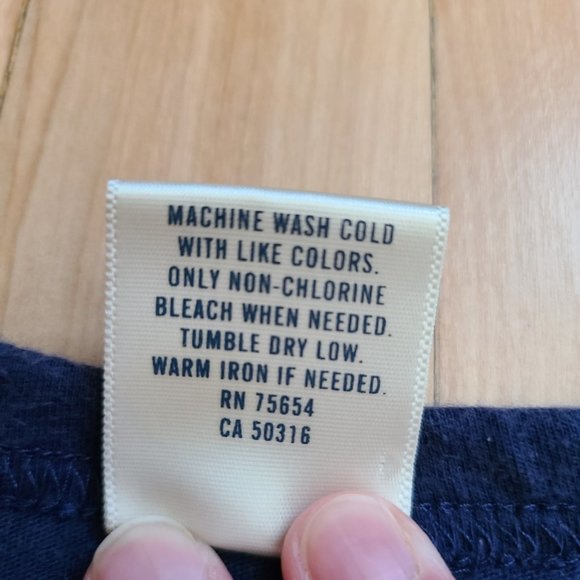 MACHINE WASH COLD
WITH LIKE COLORS.
ONLY NON-CHLORINE
BLEACH WHEN NEEDED.
TUMBLE DRY LOW.
WARM IRON IF NEEDED.
RN 75654
CA 50316